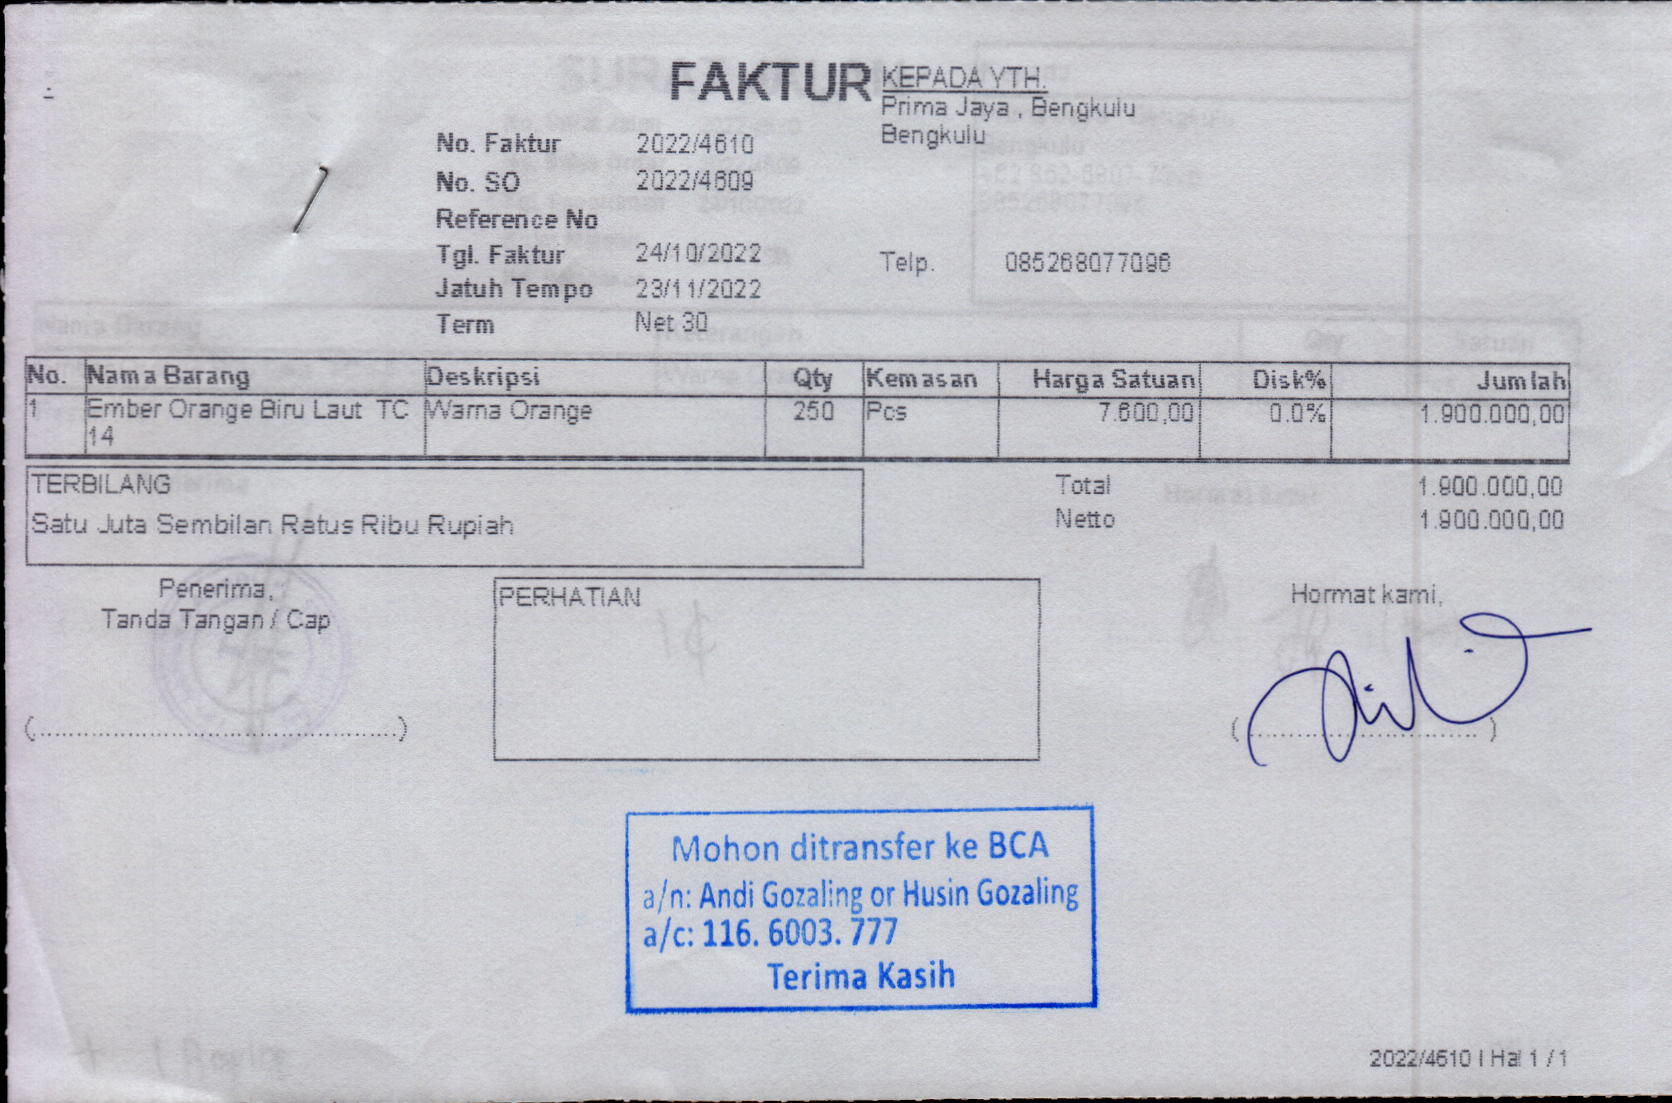 FAKTUR
KEPADA YTH.
Prima Jaya , Bengkulu
Bengkulu
No. Faktur 2022/4610
No. SO 2022/4609
Reference No
Tgl. Faktur 24/10/2022
Telp. 085268077096
Jatuh Tempo 23/11/2022
Term Net 30
No. Nama Barang Deskripsi Qty Kemasan Harga Satuan Disk% Jumlah
1 Ember Orange Biru Laut TC Warna Orange 250 Pcs 7.600,00 0.0% 1.900.000,00
14
TERBILANG Total 1.900.000,00
Satu Juta Sembilan Ratus Ribu Rupiah Netto 1.900.000,00
Penerima, PERHATIAN Hormat kami,
Tanda Tangan / Cap
Mohon ditransfer ke BCA
a/n: Andi Gozaling or Husin Gozaling
a/c: 116. 6003. 777
Terima Kasih
2022/4610 | Hal 1 / 1